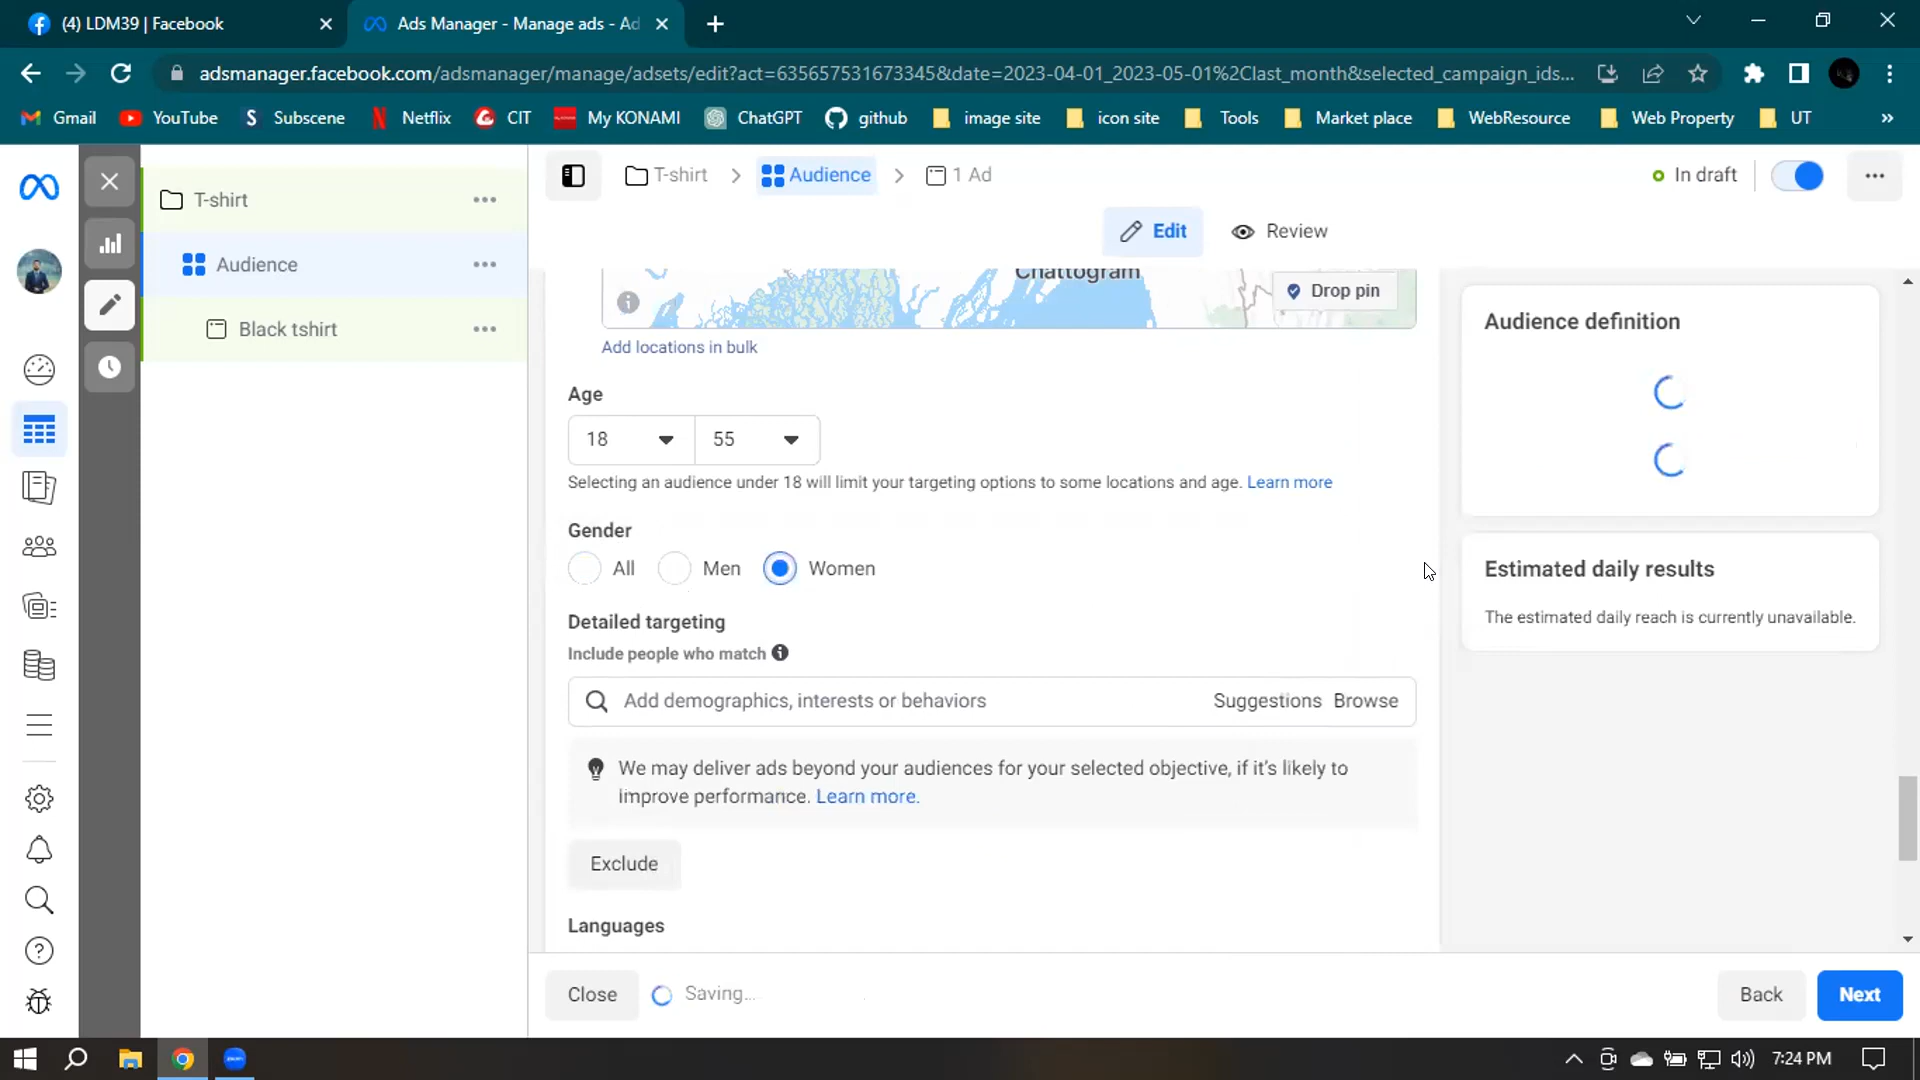 (4) LDM39 | Facebook
Ads Manager - Manage ads - Ad
adsmanager.facebook.com/adsmanager/manage/adsets/edit?act=635657531673345&date=2023-04-01_2023-05-01%2Clast_month&selected_campaign_ids...
Gmail YouTube Subscene Netflix CIT My KONAMI ChatGPT github image site icon site Tools Market place WebResource Web Property UT »
T-shirt
Audience
Black tshirt
T-shirt > Audience > 1 Ad
In draft
Edit Review
Chattogram
Drop pin
Add locations in bulk
Age
18 55
Selecting an audience under 18 will limit your targeting options to some locations and age. Learn more
Gender
All Men Women
Detailed targeting
Include people who match
Add demographics, interests or behaviors Suggestions Browse
We may deliver ads beyond your audiences for your selected objective, if it's likely to
improve performance. Learn more.
Exclude
Languages
Audience definition
Estimated daily results
The estimated daily reach is currently unavailable.
Close Saving... Back Next
7:24 PM